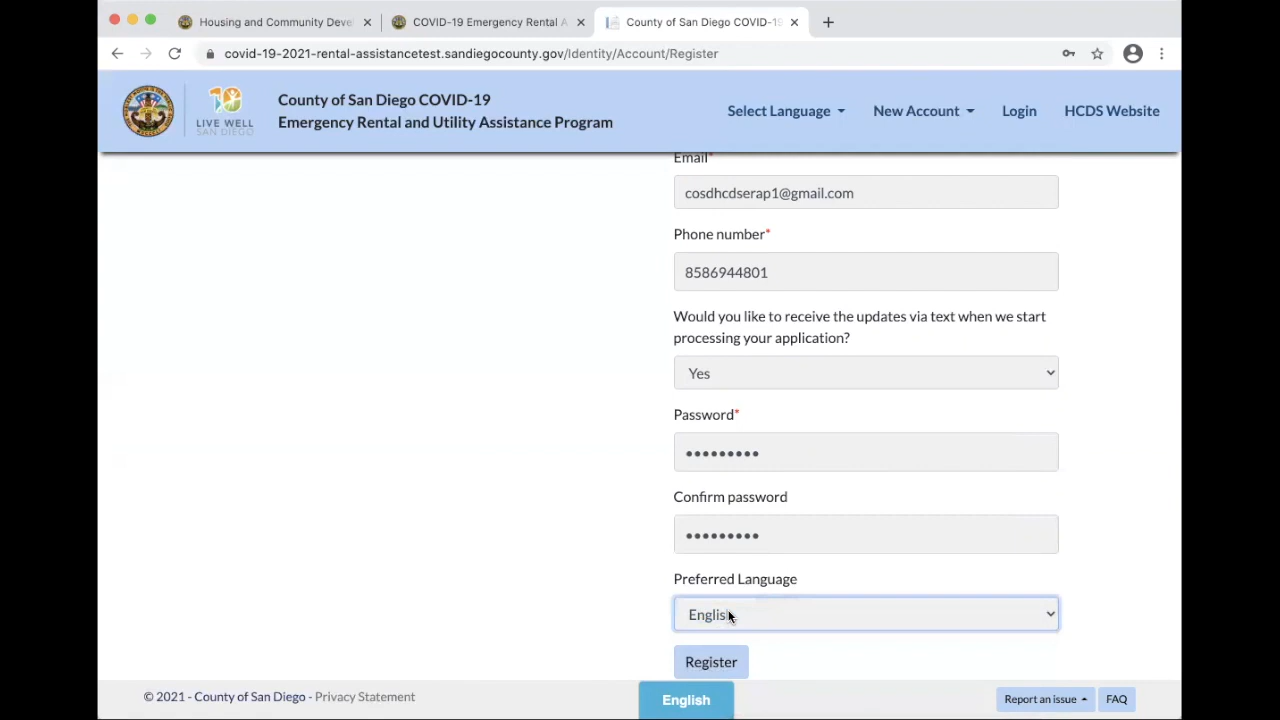 Housing and Community Deve
COVID-19 Emergency Rental A
County of San Diego COVID-19
covid-19-2021-rental-assistancetest.sandiegocounty.gov/Identity/Account/Register
LIVE WELL
SAN DIEGO
County of San Diego COVID-19
Emergency Rental and Utility Assistance Program
Select Language
New Account
Login
HCDS Website
Email*
cosdhcdserap1@gmail.com
Phone number*
8586944801
Would you like to receive the updates via text when we start
processing your application?
Yes
Password*
•••••••••
Confirm password
•••••••••
Preferred Language
English
Register
© 2021 - County of San Diego - Privacy Statement
English
Report an issue
FAQ